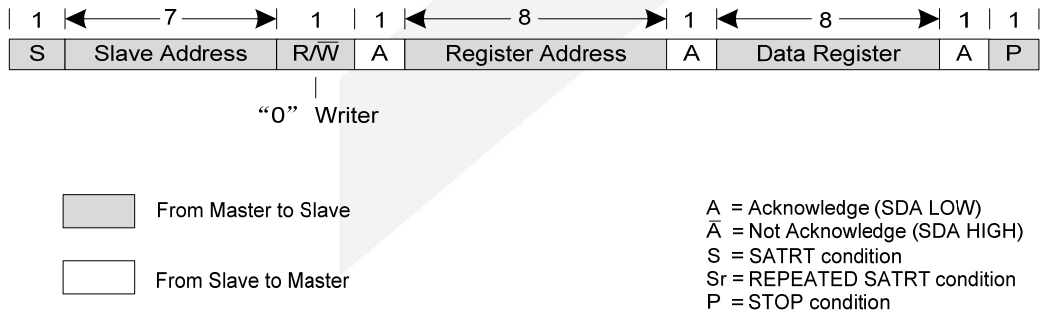 1 7 1 1 8 1 8 1 1
S Slave Address R/W̅ A Register Address A Data Register A P
“0” Writer
From Master to Slave
From Slave to Master
A = Acknowledge (SDA LOW)
A̅ = Not Acknowledge (SDA HIGH)
S = SATRT condition
Sr = REPEATED SATRT condition
P = STOP condition